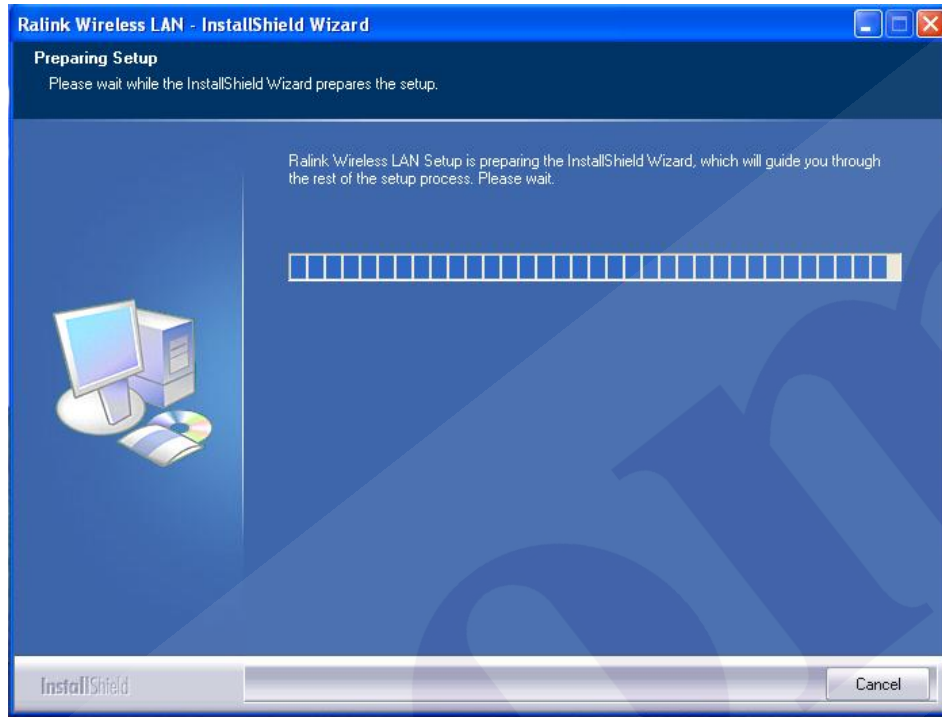 Ralink Wireless LAN - InstallShield Wizard
Preparing Setup
Please wait while the InstallShield Wizard prepares the setup.
Ralink Wireless LAN Setup is preparing the InstallShield Wizard, which will guide you through
the rest of the setup process. Please wait.
InstallShield
Cancel